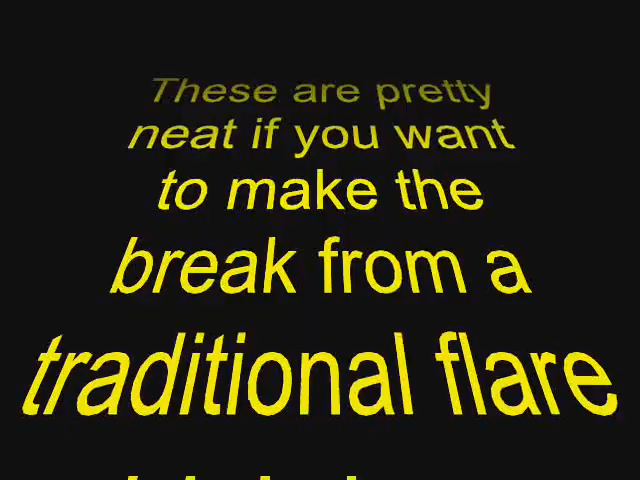 These are pretty
neat if you want
to make the
break from a
traditional flare